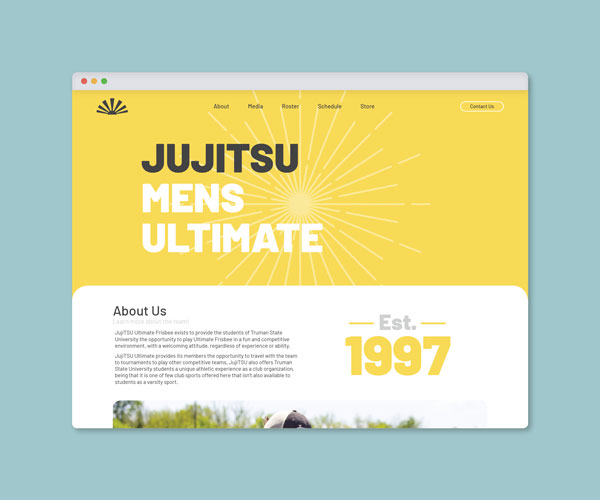 About Media Roster Schedule Store Contact Us
JUJITSU
MENS
ULTIMATE
About Us
Learn more about the team!
JujiTSU Ultimate Frisbee exists to provide the students of Truman State
University the opportunity to play Ultimate Frisbee in a fun and competitive
environment, with a welcoming attitude, regardless of experience or ability.
JujiTSU Ultimate provides its members the opportunity to travel with the team
to tournaments to play other competitive teams. JujiTSU also offers Truman
State University students a unique athletic experience as a club organization,
being that it is one of few club sports offered here that isn't also available to
students as a varsity sport.
Est.
1997